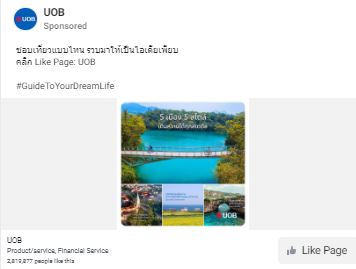 UOB
Sponsored
ชอบเที่ยวแบบไหน รวบมาให้เป็นไอเดียเพียบ
คลิก Like Page: UOB
#GuideToYourDreamLife
5 เมือง 5 สไตล์
UOB
UOB
Product/service, Financial Service
2,819,877 people like this
Like Page